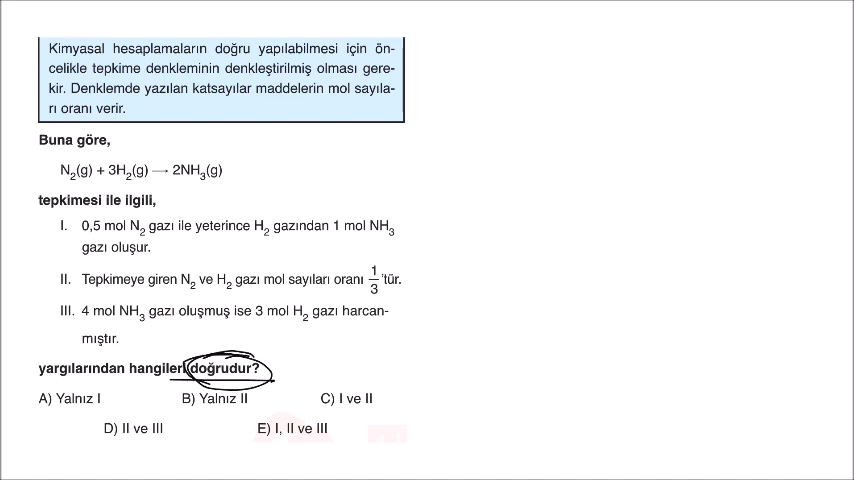 Kimyasal hesaplamaların doğru yapılabilmesi için ön-
celikle tepkime denkleminin denkleştirilmiş olması gere-
kir. Denklemde yazılan katsayılar maddelerin mol sayıla-
rı oranı verir.
Buna göre,
N₂(g) + 3H₂(g) → 2NH₃(g)
tepkimesi ile ilgili,
I. 0,5 mol N₂ gazı ile yeterince H₂ gazından 1 mol NH₃
gazı oluşur.
II. Tepkimeye giren N₂ ve H₂ gazı mol sayıları oranı 1/3 'tür.
III. 4 mol NH₃ gazı oluşmuş ise 3 mol H₂ gazı harcan-
mıştır.
yargılarından hangileri doğrudur?
A) Yalnız I B) Yalnız II C) I ve II
D) II ve III E) I, II ve III